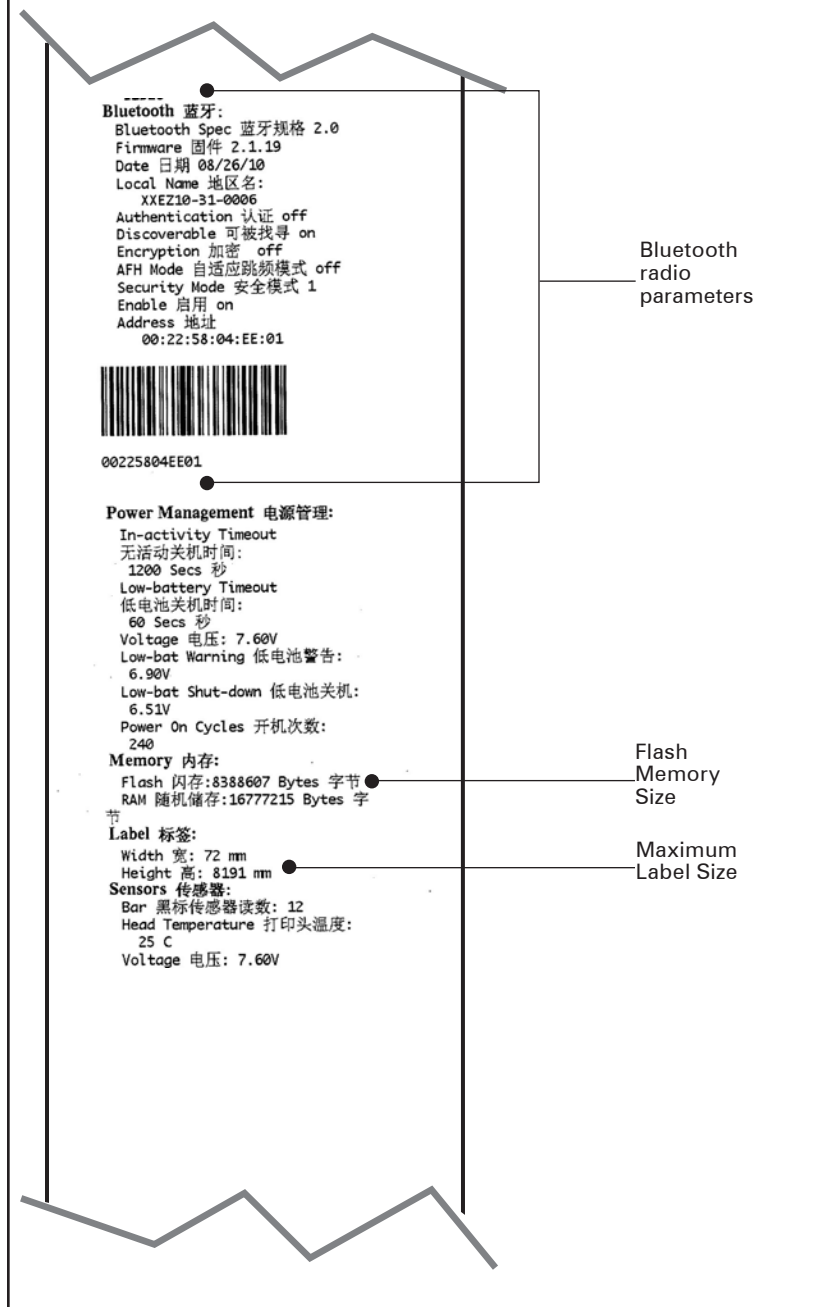 Bluetooth 蓝牙:
Bluetooth Spec 蓝牙规格 2.0
Firmware 固件 2.1.19
Date 日期 08/26/10
Local Name 地区名:
XXEZ10-31-0006
Authentication 认证 off
Discoverable 可被找寻 on
Encryption 加密 off
AFH Mode 自适应跳频模式 off
Security Mode 安全模式 1
Enable 启用 on
Address 地址
00:22:58:04:EE:01
00225804EE01
Bluetooth
radio
parameters
Power Management 电源管理:
In-activity Timeout
无活动关机时间:
1200 Secs 秒
Low-battery Timeout
低电池关机时间:
60 Secs 秒
Voltage 电压: 7.60V
Low-bat Warning 低电池警告:
6.90V
Low-bat Shut-down 低电池关机:
6.51V
Power On Cycles 开机次数:
240
Memory 内存:
Flash 闪存:8388607 Bytes 字节
RAM 随机储存:16777215 Bytes 字
节
Flash
Memory
Size
Label 标签:
Width 宽: 72 mm
Height 高: 8191 mm
Maximum
Label Size
Sensors 传感器:
Bar 黑标传感器读数: 12
Head Temperature 打印头温度:
25 C
Voltage 电压: 7.60V